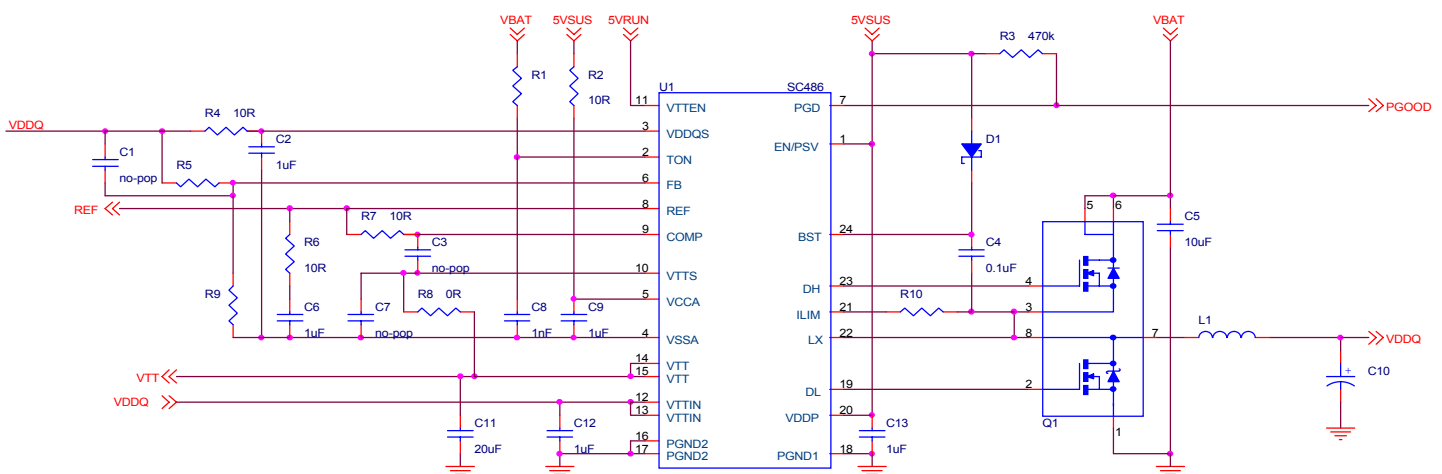 VBAT 5VSUS 5VRUN 5VSUS VBAT
R3 470k
R1 R2 10R
U1 SC486
11 VTTEN PGD 7 PGOOD
R4 10R
VDDQ 3 VDDQS
C1 no-pop
C2 1uF
EN/PSV 1
D1
2 TON
R5
6 FB
5 6
REF 8 REF
C5 10uF
R7 10R
9 COMP BST 24
R6 10R
C3 no-pop
C4 0.1uF
10 VTTS
DH 23 4
R9
R8 0R
5 VCCA
ILIM 21 R10 3
C6 1uF
C7 no-pop
C8 1nF
C9 1uF
L1
4 VSSA LX 22 8 7 VDDQ
14 VTT
VTT 15 VTT
C10
+
DL 19 2
VDDQ 12 VTTIN
13 VTTIN VDDP 20
Q1
C11 20uF
C12 1uF
C13 1uF
1
16 PGND2
17 PGND2 PGND1 18